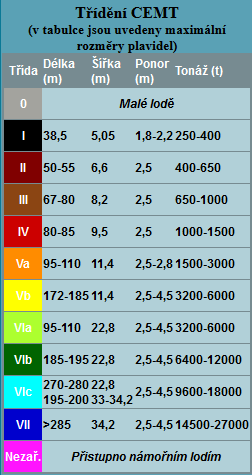 Třídění CEMT
(v tabulce jsou uvedeny maximální
rozměry plavidel)
Třída Délka (m) Šířka (m) Ponor (m) Tonáž (t)
0 Malé lodě
I 38,5 5,05 1,8-2,2 250-400
II 50-55 6,6 2,5 400-650
III 67-80 8,2 2,5 650-1000
IV 80-85 9,5 2,5 1000-1500
Va 95-110 11,4 2,5-2,8 1500-3000
Vb 172-185 11,4 2,5-4,5 3200-6000
VIa 95-110 22,8 2,5-4,5 3200-6000
VIb 185-195 22,8 2,5-4,5 6400-12000
VIc 270-280 22,8 2,5-4,5 9600-18000
195-200 33-34,2
VII >285 34,2 2,5-4,5 14500-27000
Nezař. Přístupno námořním lodím